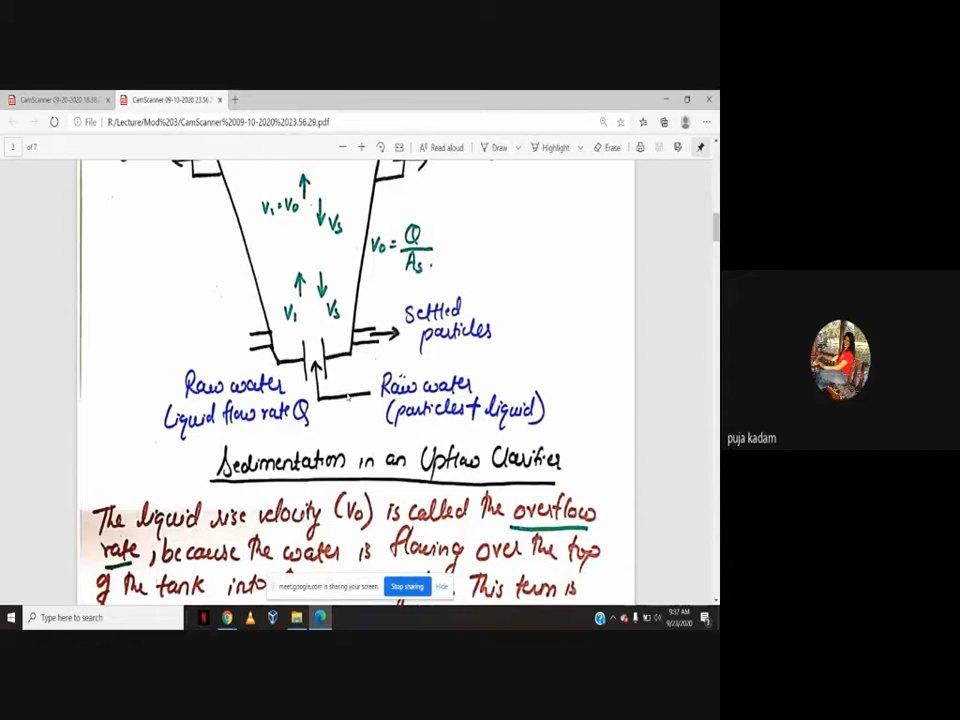 CamScanner 09-20-2020 18.38
CamScanner 09-10-2020 23.56.2
File
R:/Lecture/Mod%203/CamScanner%2009-10-2020%2023.56.29.pdf
2 of 7
Read aloud
Draw
Highlight
Erase
V₁=V₀
Vs
V₀ = Q
As.
V₁
Vs
Settled
particles
Raw water
(liquid flow rate Q
Raw water
(particles + liquid)
Sedimentation in an Upflow Clarifier
The liquid rise velocity (V₀) is called the overflow
rate, because the water is flowing over the top
of the tank into
This term is
meet.google.com is sharing your screen.
Stop sharing
Hide
puja kadam
Type here to search
9:37 AM
9/23/2020